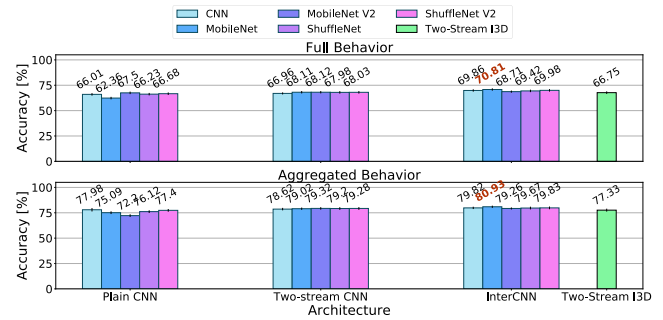 CNN MobileNet V2 ShuffleNet V2
MobileNet ShuffleNet Two-Stream I3D
Full Behavior
Accuracy [%]
100
75
50
25
0
66.01 62.36 67.5 66.23 66.68
66.96 68.11 68.12 67.98 68.03
69.86 70.81 68.71 69.42 69.98
66.75
Aggregated Behavior
Accuracy [%]
100
75
50
25
0
77.98 75.09 72.2 76.12 77.4
78.62 79.02 79.32 79.2 79.28
79.82 80.93 79.26 79.67 79.83
77.33
Plain CNN Two-stream CNN InterCNN Two-Stream I3D
Architecture